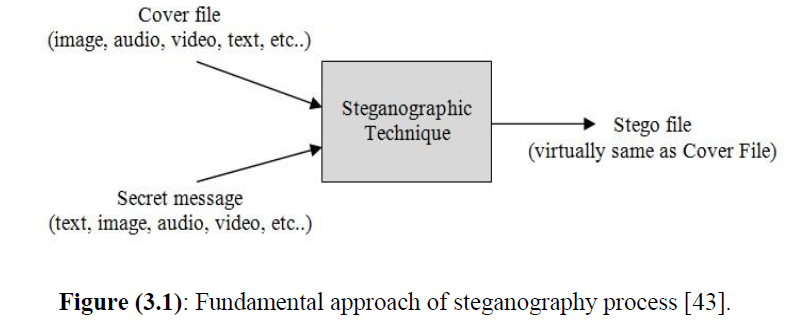 Cover file
(image, audio, video, text, etc..)
Steganographic
Technique
Stego file
(virtually same as Cover File)
Secret message
(text, image, audio, video, etc..)
Figure (3.1): Fundamental approach of steganography process [43].